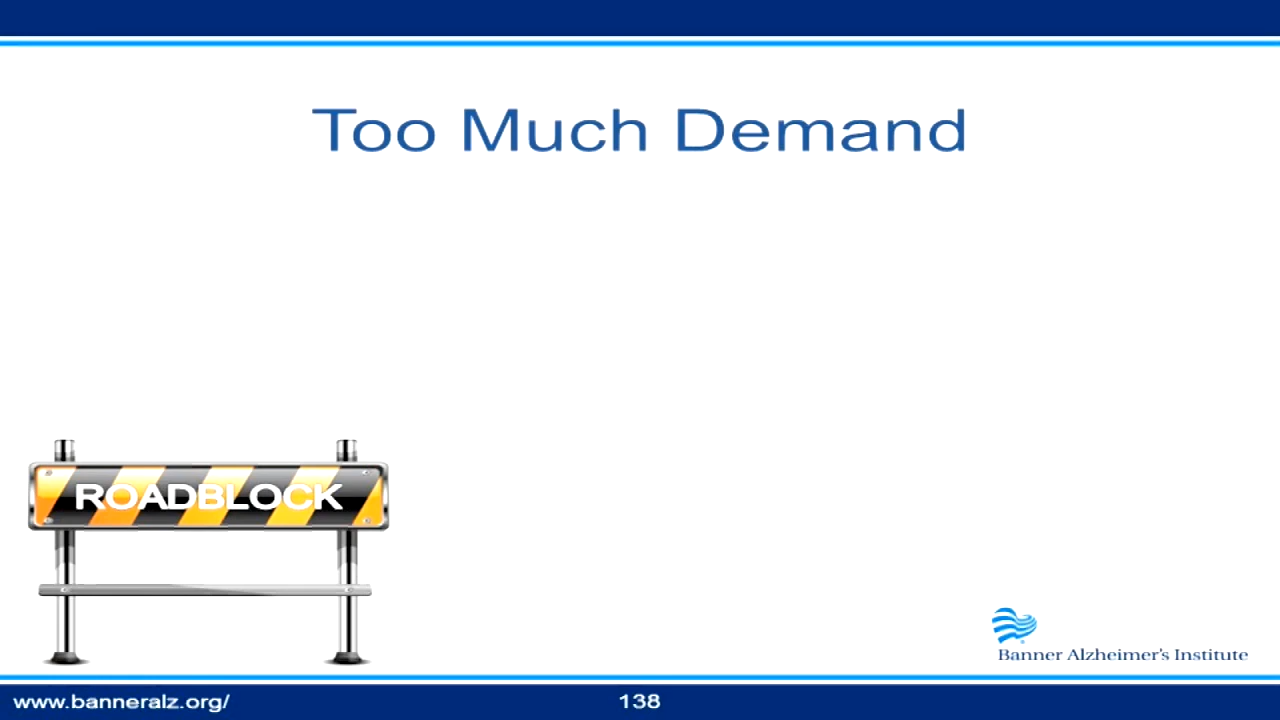 Too Much Demand
ROADBLOCK
Banner Alzheimer's Institute
www.banneralz.org/
138